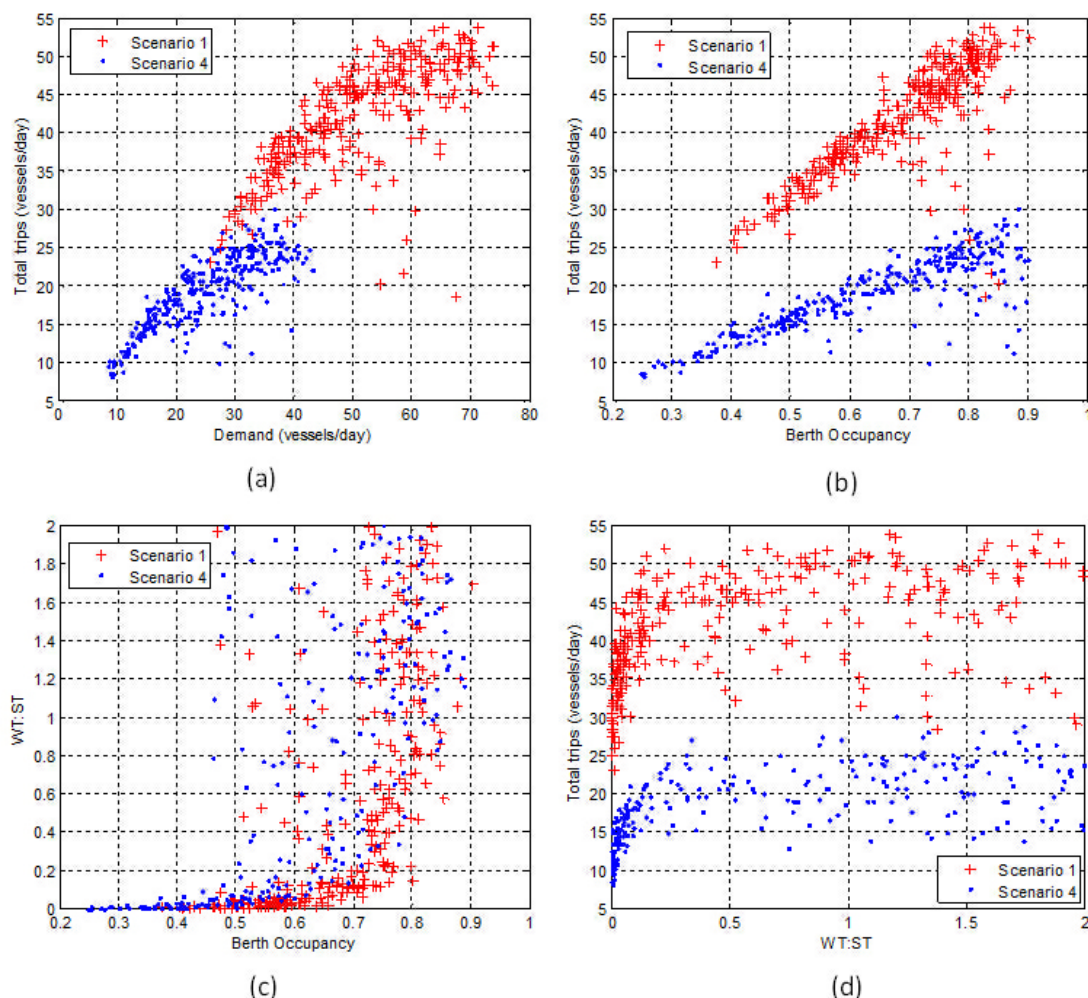 55
50
45
40
35
30
25
20
15
10
5
Total trips (vessels/day)
Scenario 1
Scenario 4
0 10 20 30 40 50 60 70 80
Demand (vessels/day)
(a)
55
50
45
40
35
30
25
20
15
10
5
Total trips (vessels/day)
Scenario 1
Scenario 4
0.2 0.3 0.4 0.5 0.6 0.7 0.8 0.9 1
Berth Occupancy
(b)
2
1.8
1.6
1.4
1.2
1
0.8
0.6
0.4
0.2
0
WT:ST
Scenario 1
Scenario 4
0.2 0.3 0.4 0.5 0.6 0.7 0.8 0.9 1
Berth Occupancy
(c)
55
50
45
40
35
30
25
20
15
10
5
Total trips (vessels/day)
Scenario 1
Scenario 4
0 0.5 1 1.5 2
WT:ST
(d)